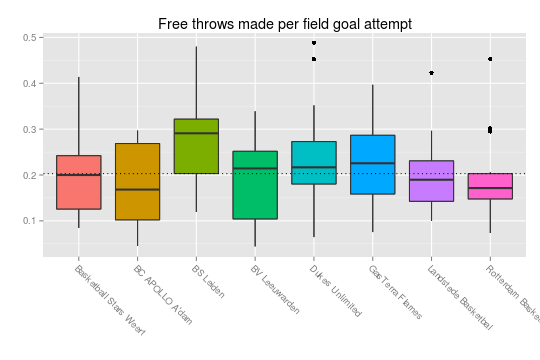 Free throws made per field goal attempt
0.5
0.4
0.3
0.2
0.1
Basketball Stars Weert
BC APOLLO A'dam
BS Leiden
BV Leeuwarden
Dukes Unlimited
GasTerra Flames
Landstede Basketbal
Rotterdam Basket